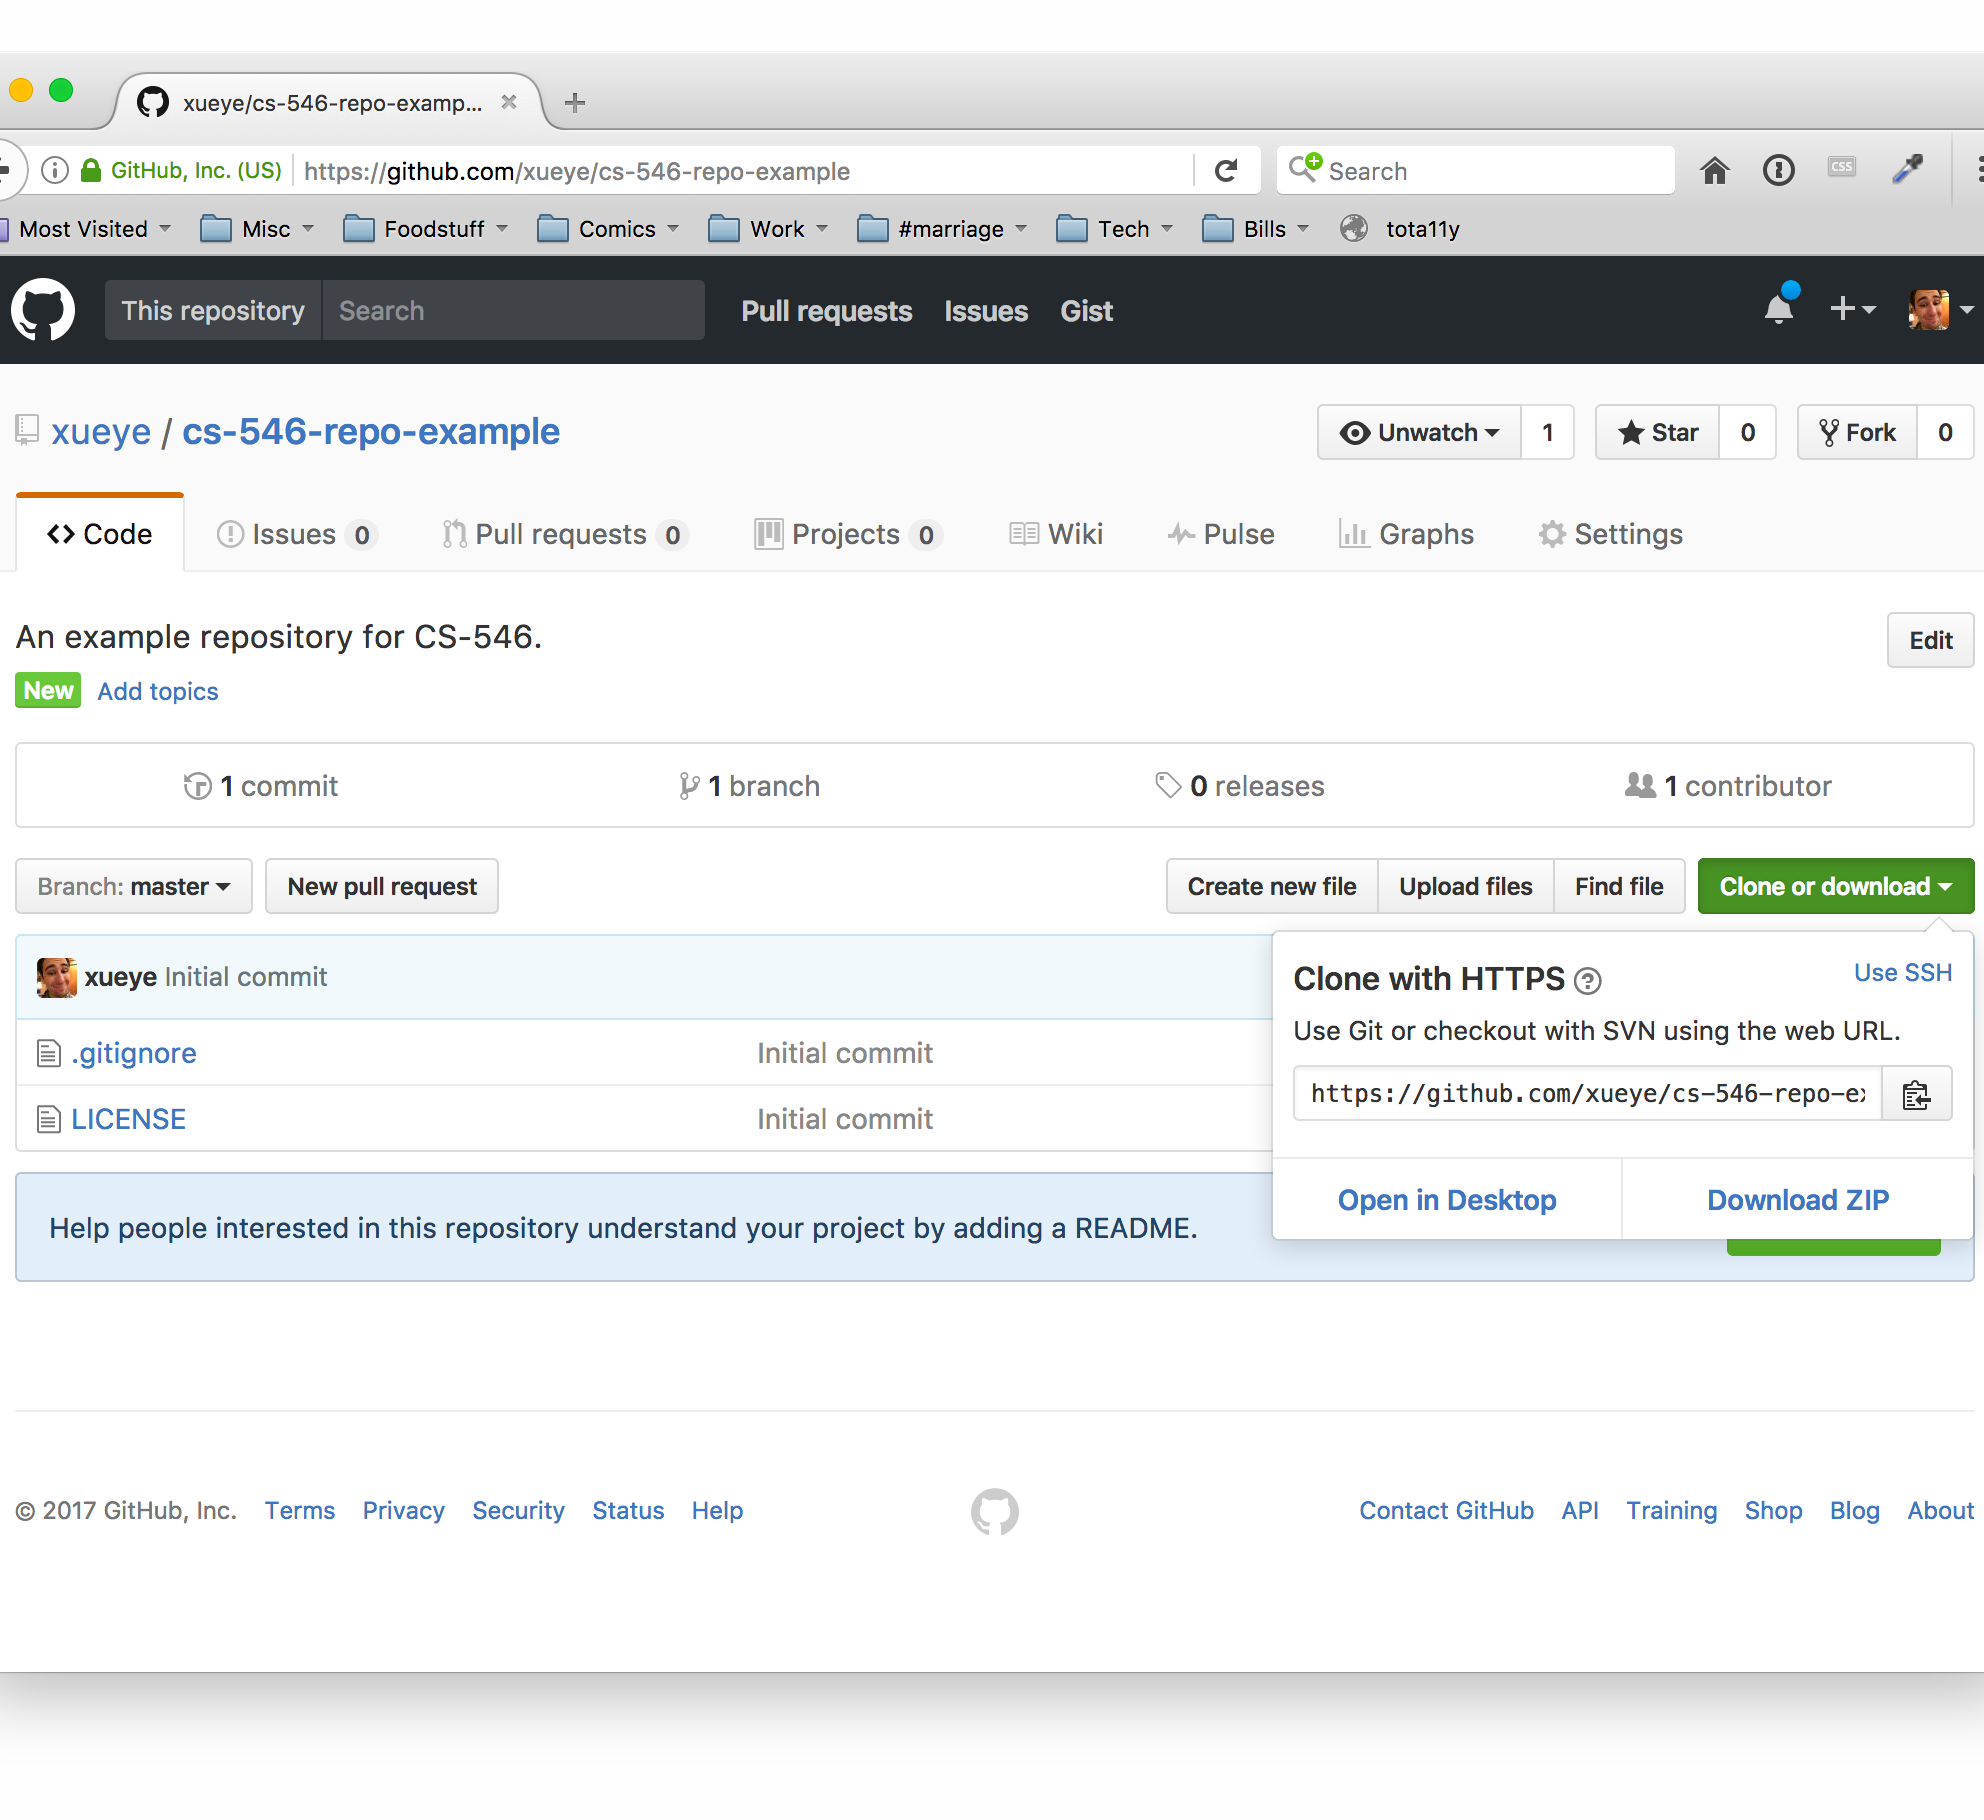 xueye/cs-546-repo-examp...
GitHub, Inc. (US) https://github.com/xueye/cs-546-repo-example Search CSS
Most Visited Misc Foodstuff Comics Work #marriage Tech Bills tota11y
This repository Search Pull requests Issues Gist
xueye / cs-546-repo-example Unwatch 1 Star 0 Fork 0
Code Issues 0 Pull requests 0 Projects 0 Wiki Pulse Graphs Settings
An example repository for CS-546. Edit
New Add topics
1 commit 1 branch 0 releases 1 contributor
Branch: master New pull request Create new file Upload files Find file Clone or download
xueye Initial commit
.gitignore Initial commit
LICENSE Initial commit
Clone with HTTPS ? Use SSH
Use Git or checkout with SVN using the web URL.
https://github.com/xueye/cs-546-repo-ex
Open in Desktop Download ZIP
Help people interested in this repository understand your project by adding a README.
© 2017 GitHub, Inc. Terms Privacy Security Status Help Contact GitHub API Training Shop Blog About